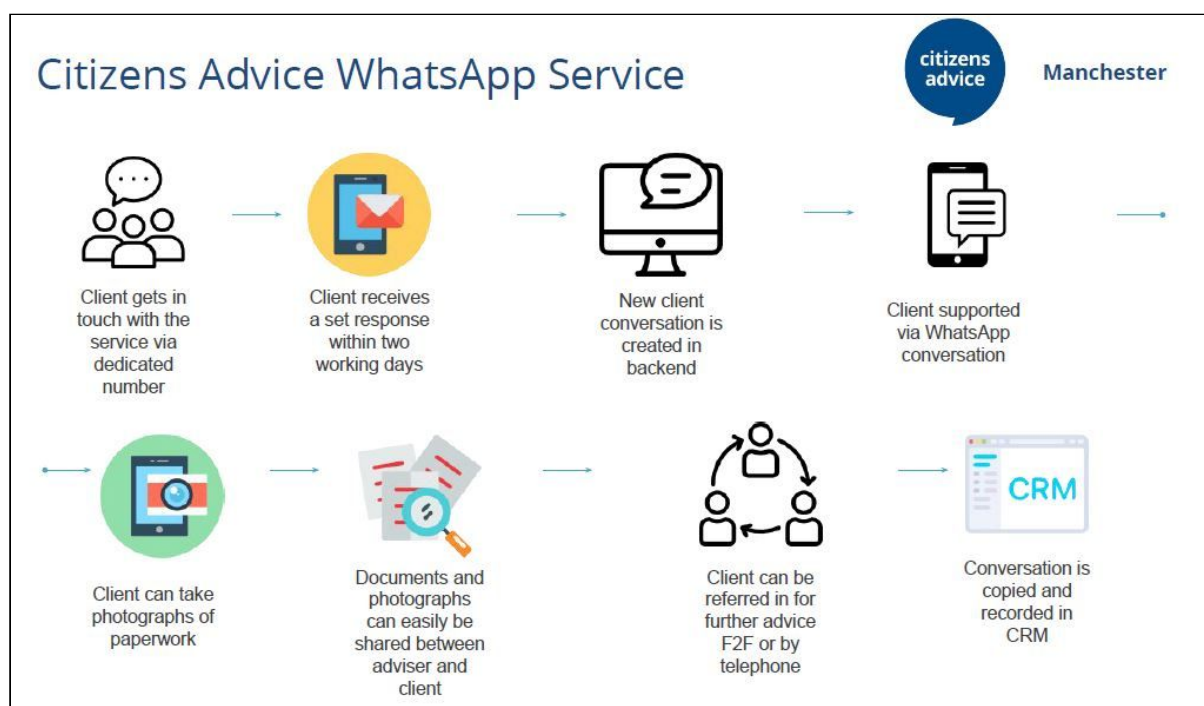 Citizens Advice WhatsApp Service
citizens
advice
Manchester
Client gets in
touch with the
service via
dedicated
number
Client receives
a set response
within two
working days
New client
conversation is
created in
backend
Client supported
via WhatsApp
conversation
Client can take
photographs of
paperwork
Documents and
photographs
can easily be
shared between
adviser and
client
Client can be
referred in for
further advice
F2F or by
telephone
CRM
Conversation is
copied and
recorded in
CRM